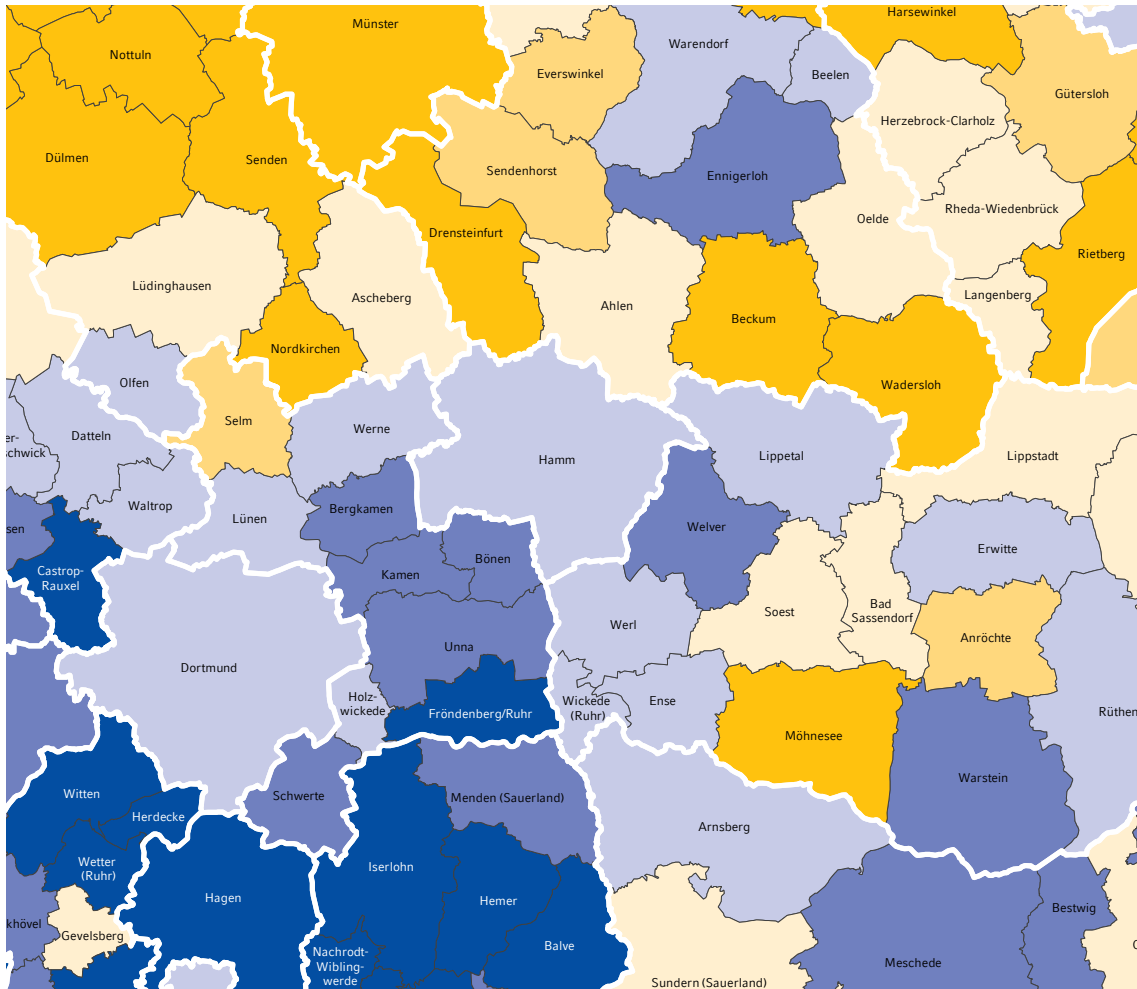 Münster
Harsewinkel
Warendorf
Nottuln
Everswinkel
Beelen
Gütersloh
Herzebrock-Clarholz
Dülmen
Senden
Sendenhorst
Ennigerloh
Rheda-Wiedenbrück
Oelde
Drensteinfurt
Rietberg
Lüdinghausen
Langenberg
Ascheberg
Ahlen
Beckum
Nordkirchen
Olfen
Wadersloh
Selm
Werne
Datteln
er-
schwick
Hamm
Lippetal
Lippstadt
Waltrop
Bergkamen
Lünen
Welver
sen
Erwitte
Bönen
Castrop-
Rauxel
Kamen
Soest
Bad
Sassendorf
Werl
Anröchte
Unna
Dortmund
Holz-
wickede
Wickede
(Ruhr)
Ense
Fröndenberg/Ruhr
Rüthen
Möhnesee
Warstein
Witten
Schwerte
Menden (Sauerland)
Herdecke
Arnsberg
Wetter
(Ruhr)
Iserlohn
Hagen
Hemer
Bestwig
khövel
Gevelsberg
Balve
Nachrodt-
Wibling-
werde
Meschede
Sundern (Sauerland)